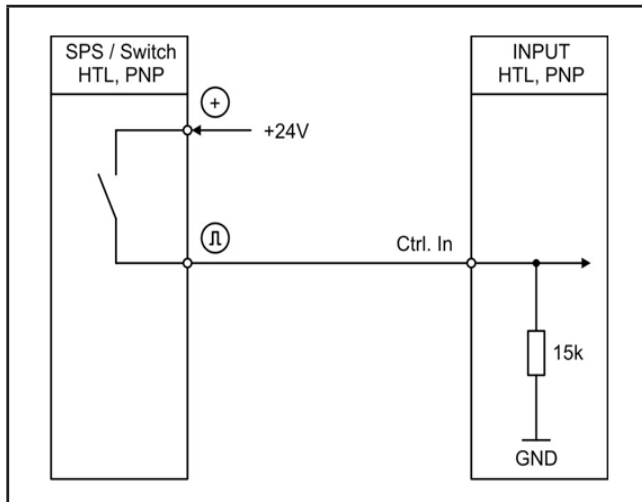 SPS / Switch
HTL, PNP
INPUT
HTL, PNP
+
+24V
Ctrl. In
15k
GND